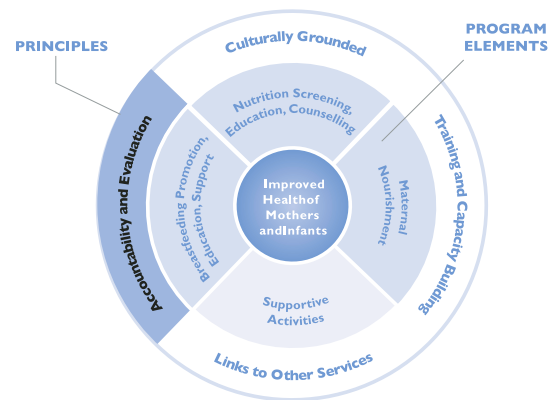 PRINCIPLES
PROGRAM
ELEMENTS
Culturally Grounded
Training and Capacity Building
Links to Other Services
Accountability and Evaluation
Nutrition Screening,
Education, Counselling
Maternal
Nourishment
Supportive
Activities
Breastfeeding Promotion,
Education, Support
Improved
Healthof
Mothers
andInfants